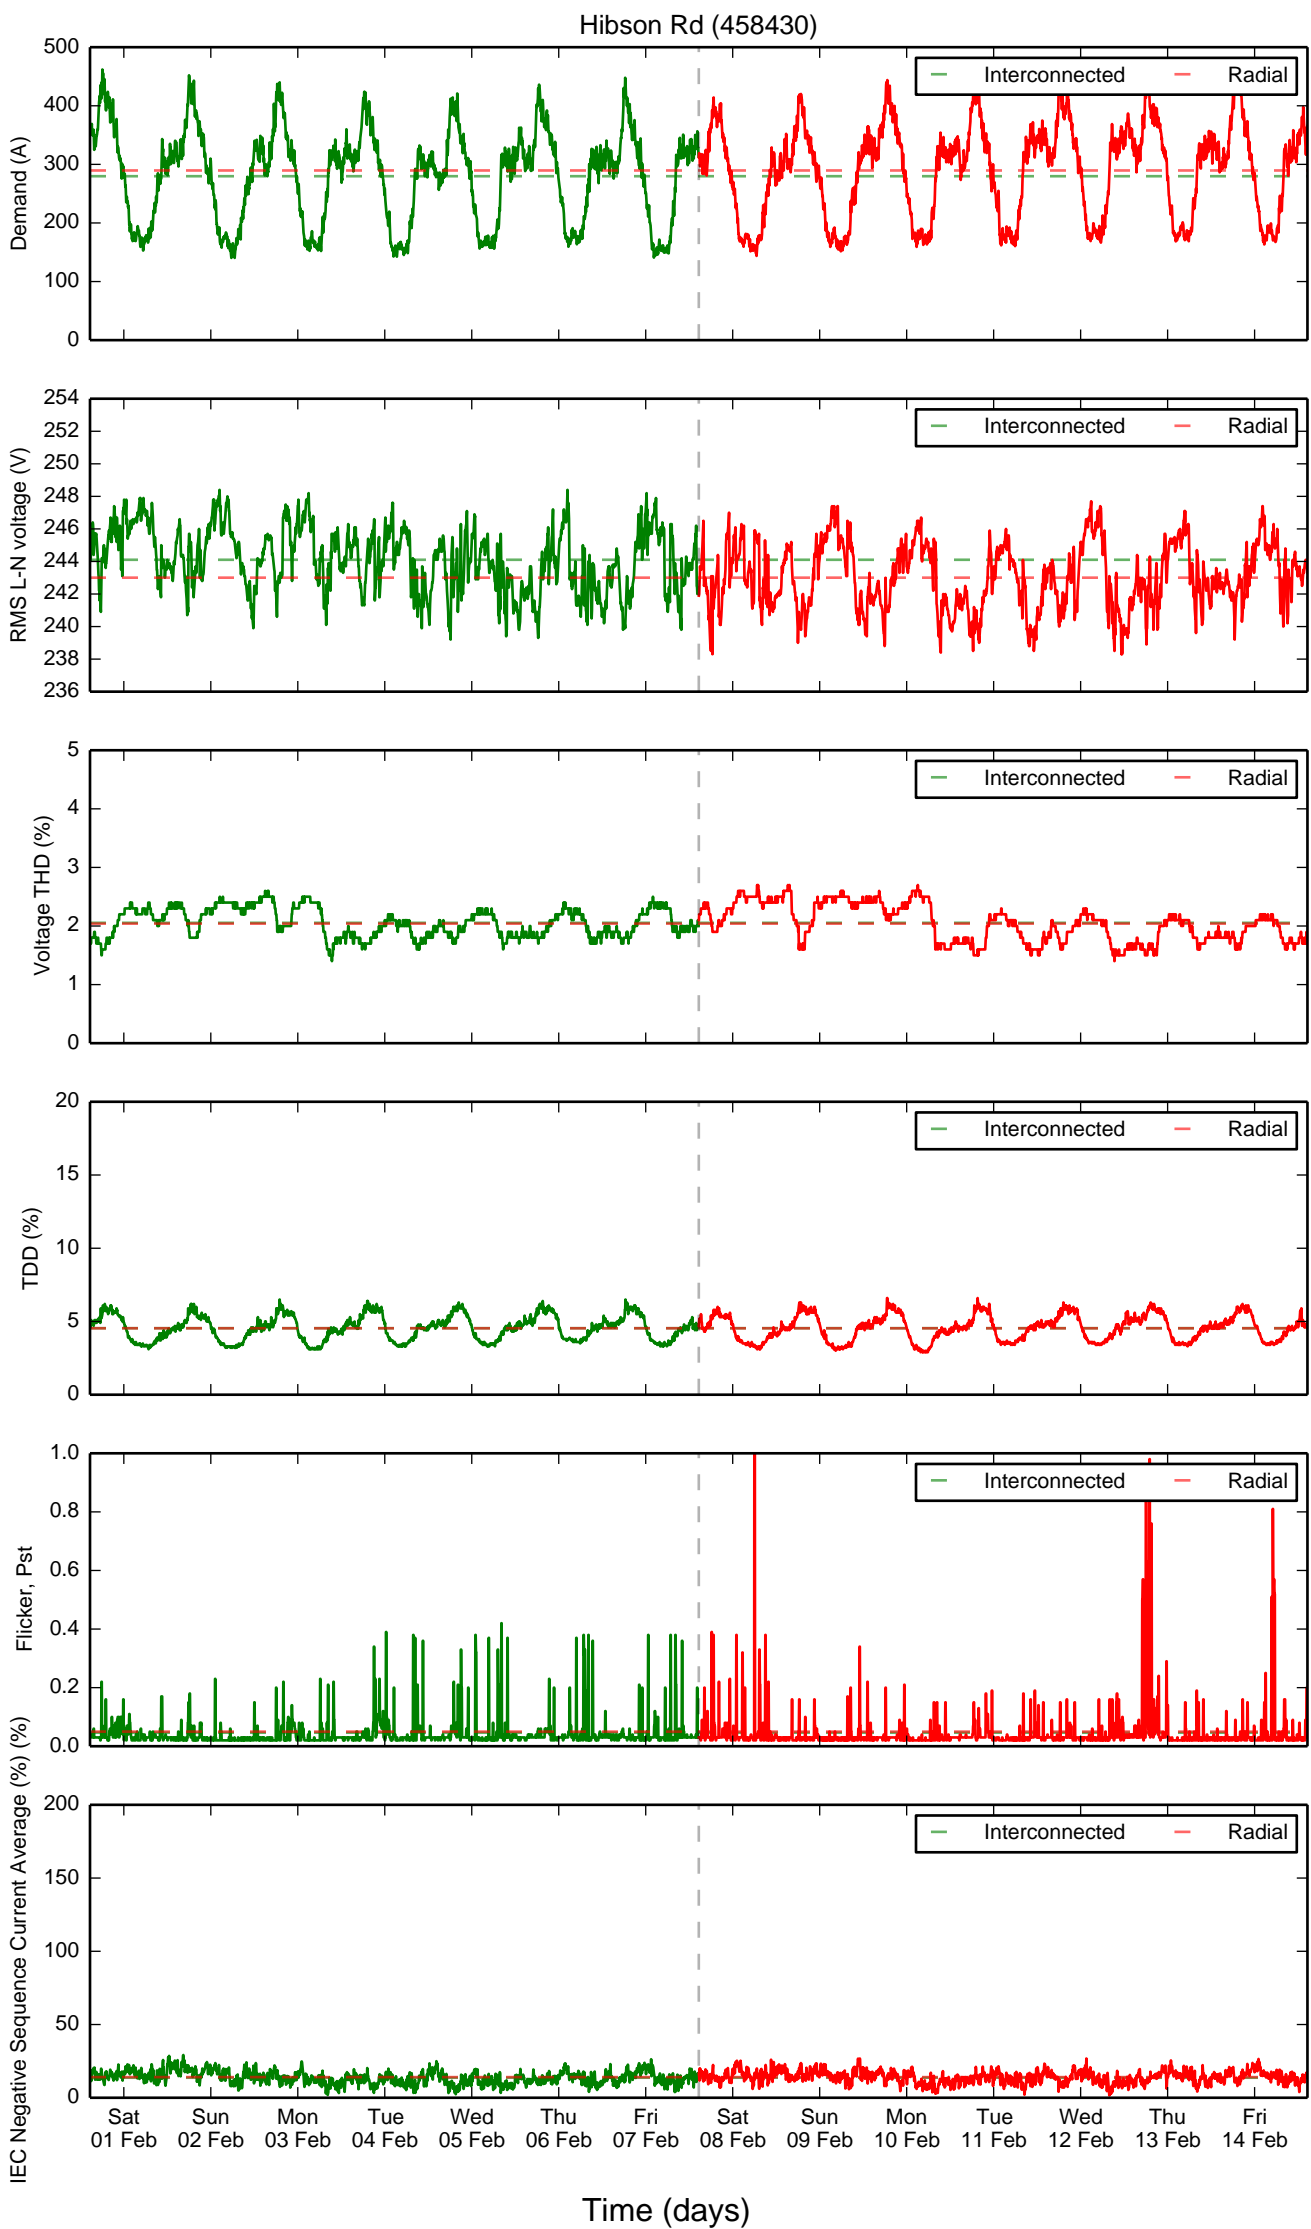 Hibson Rd (458430)
500
400
300
200
100
0
Demand (A)
Interconnected Radial
254
252
250
248
246
244
242
240
238
236
RMS L-N voltage (V)
Interconnected Radial
5
4
3
2
1
0
Voltage THD (%)
Interconnected Radial
20
15
10
5
0
TDD (%)
Interconnected Radial
1.0
0.8
0.6
0.4
0.2
0.0
Flicker, Pst
Interconnected Radial
200
150
100
50
0
IEC Negative Sequence Current Average (%) (%)
Interconnected Radial
Sat Sun Mon Tue Wed Thu Fri Sat Sun Mon Tue Wed Thu Fri
01 Feb 02 Feb 03 Feb 04 Feb 05 Feb 06 Feb 07 Feb 08 Feb 09 Feb 10 Feb 11 Feb 12 Feb 13 Feb 14 Feb
Time (days)